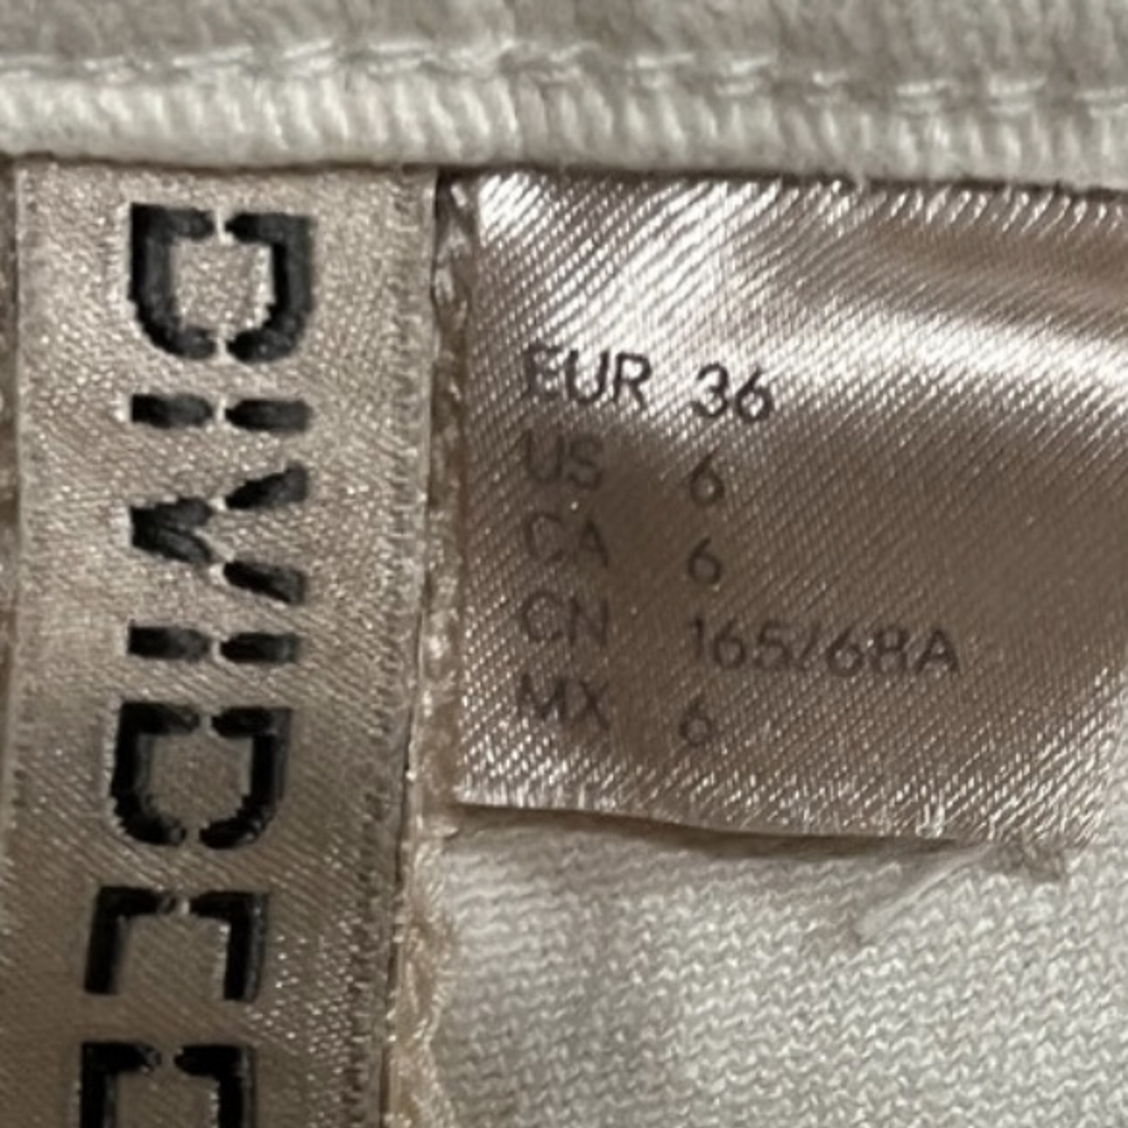 DIVIDED
EUR 36
US 6
CA 6
CN 165/68A
MX 6